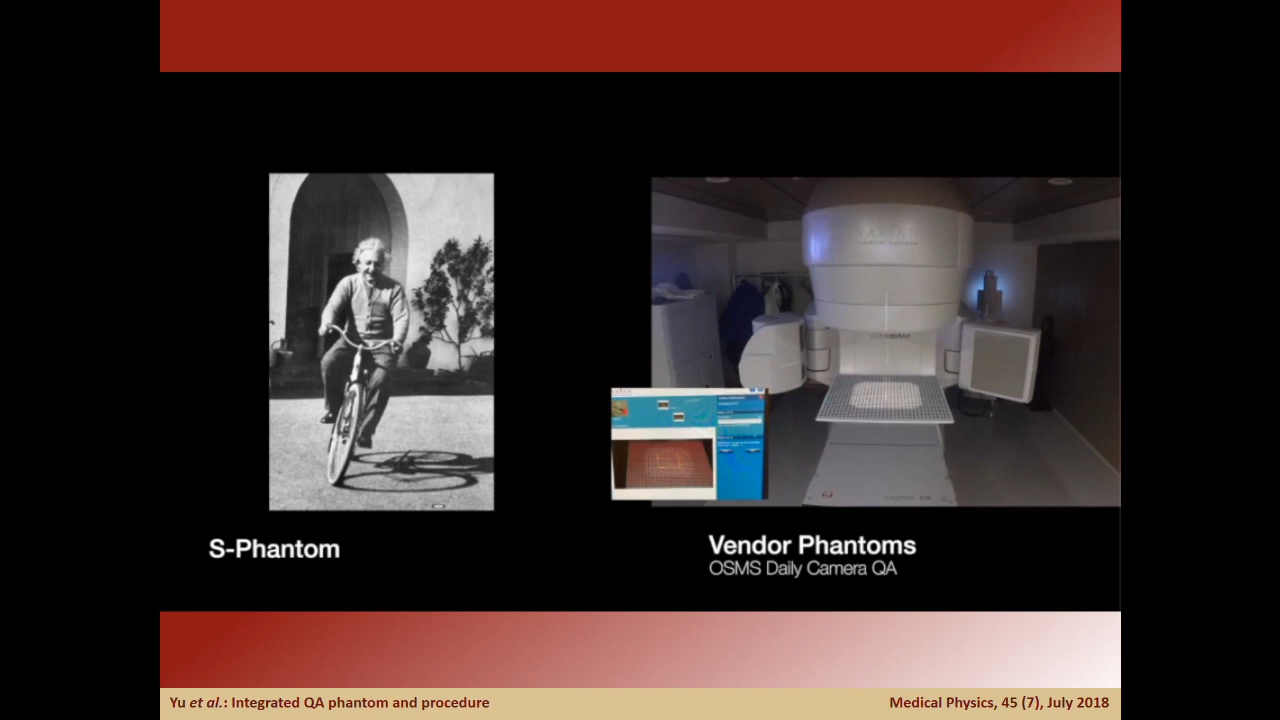 S-Phantom
Vendor Phantoms
OSMS Daily Camera QA
Yu et al.: Integrated QA phantom and procedure
Medical Physics, 45 (7), July 2018